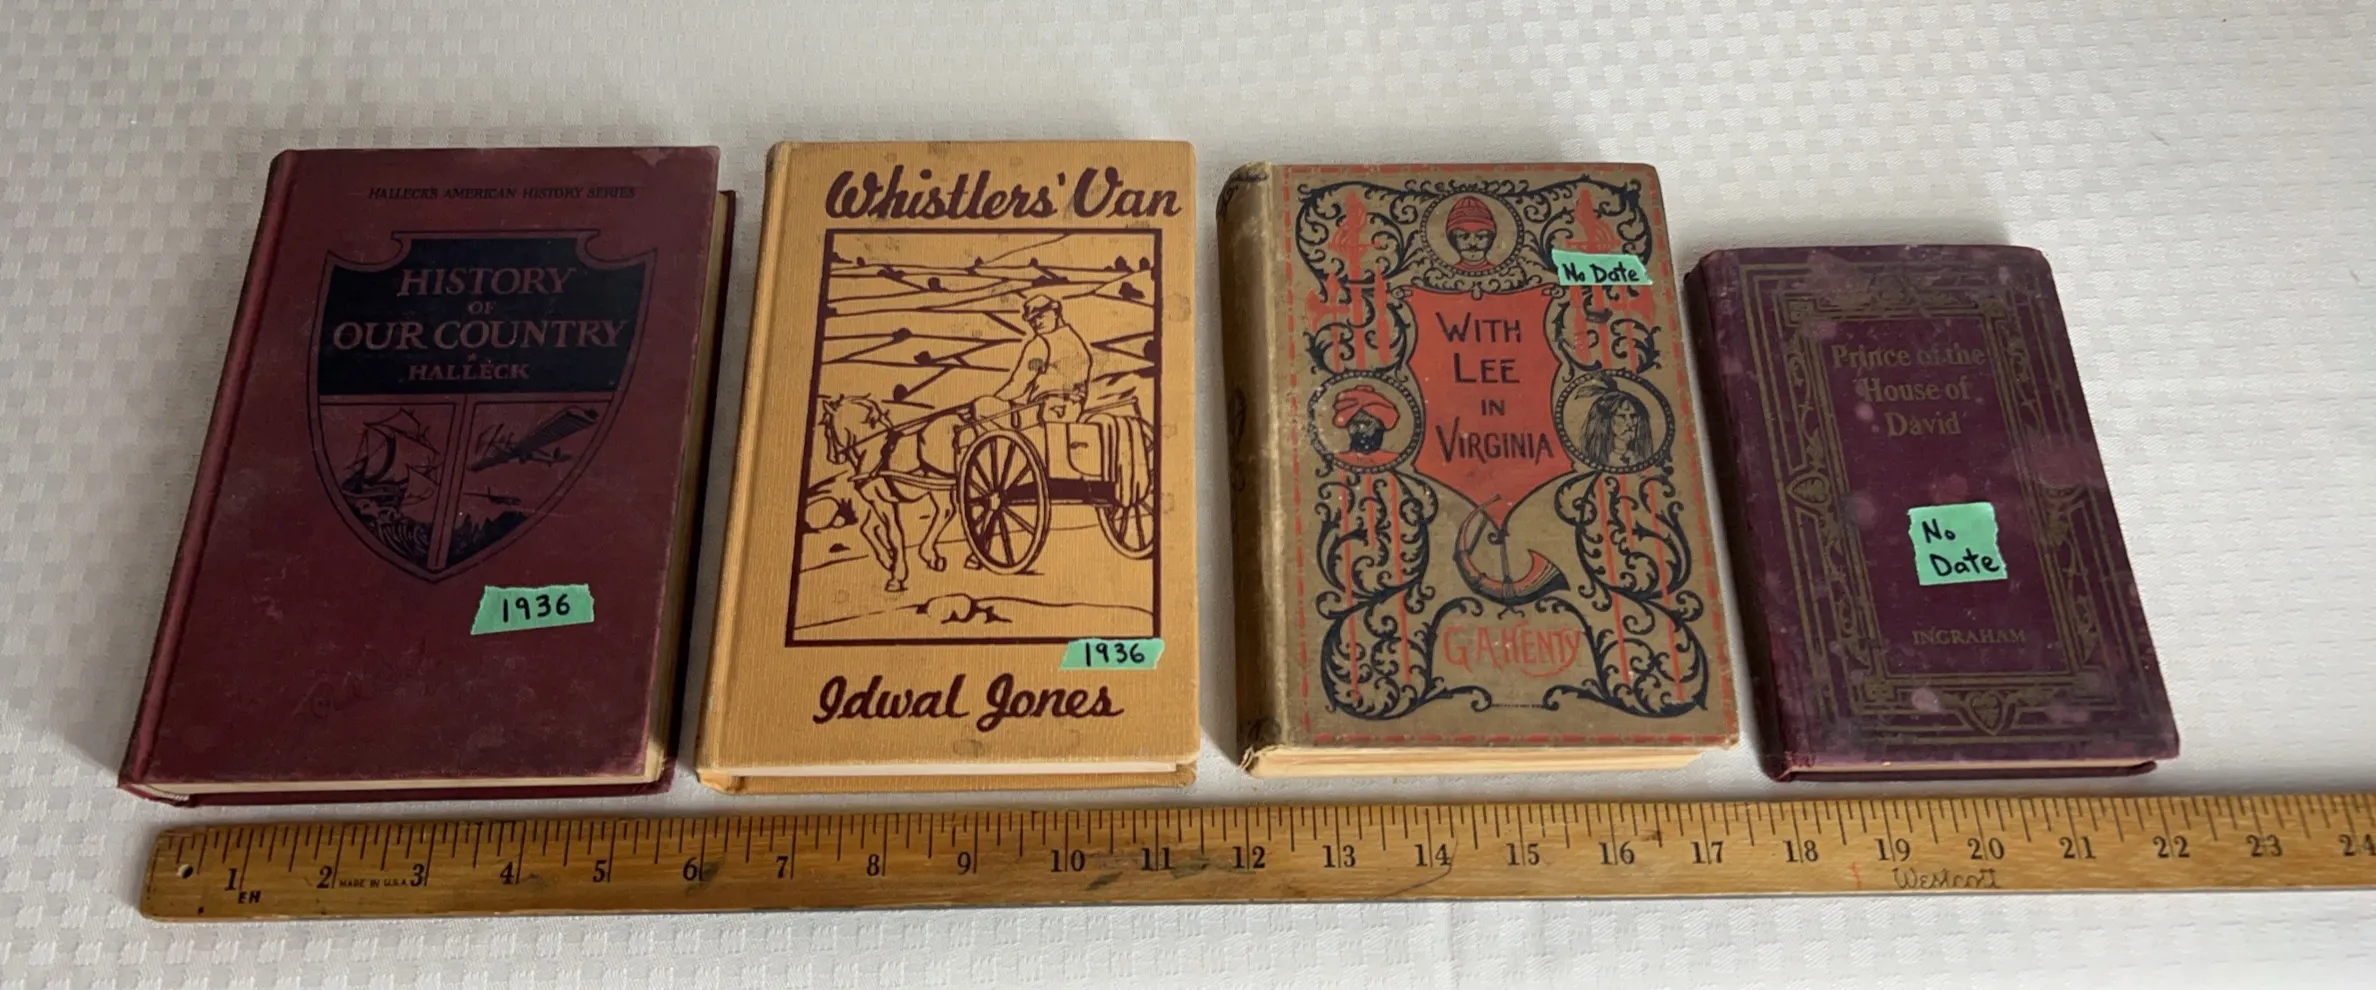 HALLECK'S AMERICAN HISTORY SERIES
HISTORY
OF
OUR COUNTRY
HALLECK
1936
Whistlers' Van
1936
Idwal Jones
No Date
WITH
LEE
IN
VIRGINIA
G.A. HENTY
Prince of the
House of
David
No
Date
INGRAHAM
1 2 3 4 5 6 7 8 9 10 11 12 13 14 15 16 17 18 19 20 21 22 23 24
MADE IN U.S.A.
EH
Westcott